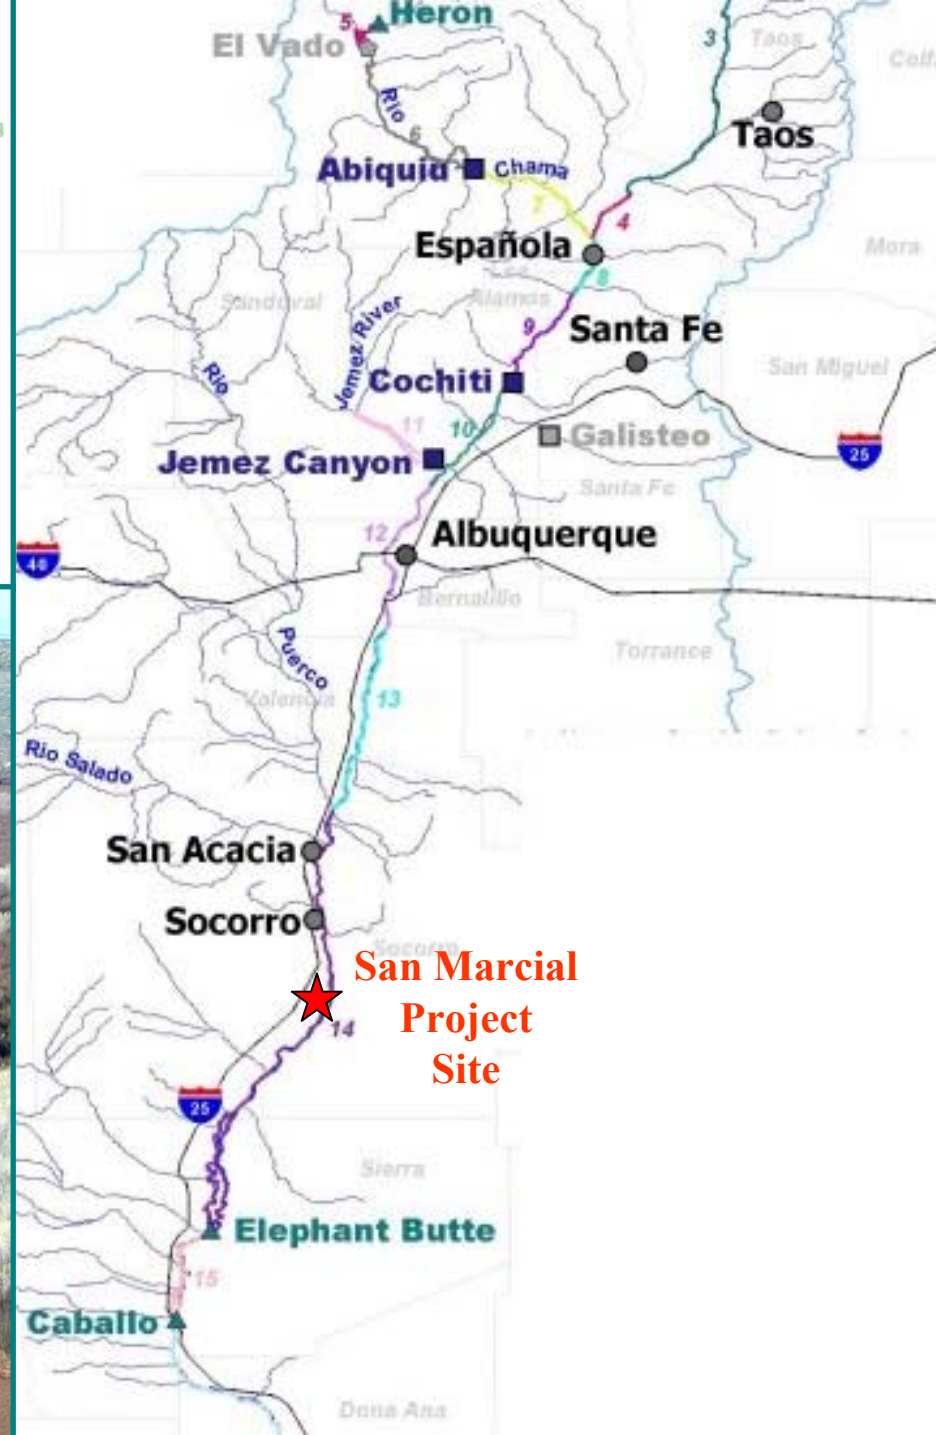 Heron
5
El Vado
3
Taos
Colf
Rio
6
Taos
Abiquiu
Chama
7
4
Española
Mora
Los
8
Sandoval
Alamos
Jemez River
9
Santa Fe
Rio
Cochiti
San Miguel
11
10
Galisteo
25
Jemez Canyon
Santa Fe
12
Albuquerque
40
Bernalillo
Puerco
Torrance
Valencia
13
Rio Salado
San Acacia
Socorro
Socorro
San Marcial
Project
Site
14
25
Sierra
Elephant Butte
15
Caballo
Dona Ana